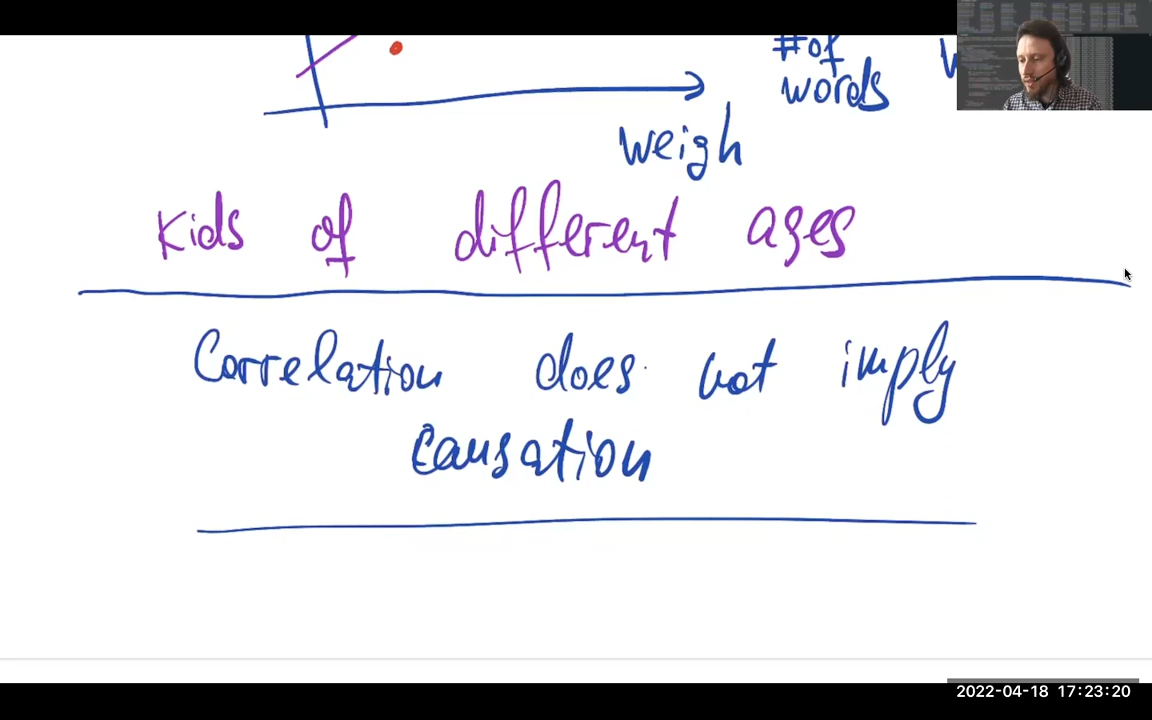 #of
words
weigh
kids of different ages
Correlation does not imply
causation
2022-04-18 17:23:20